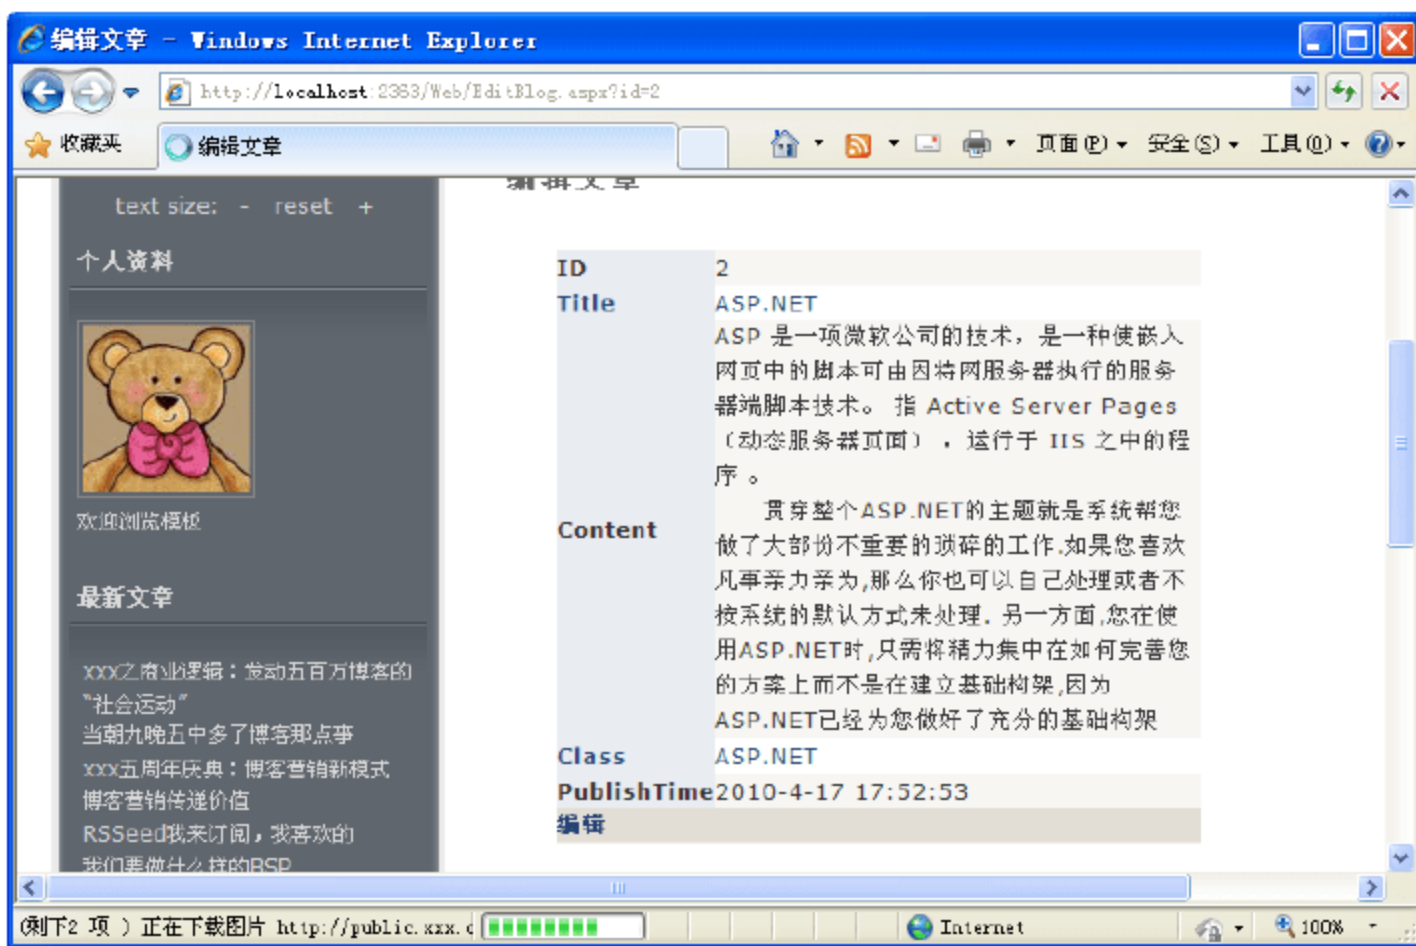 编辑文章 - Windows Internet Explorer
http://localhost:2363/Web/EditBlog.aspx?id=2
收藏夹
编辑文章
页面(P)
安全(S)
工具(O)
编辑文章
text size: - reset +
个人资料
欢迎浏览模板
最新文章
xxx之商业逻辑：发动五百万博客的
“社会运动”
当朝九晚五中多了博客那点事
xxx五周年庆典：博客营销新模式
博客营销传递价值
RSSeed我来订阅，我喜欢的
我们要做什么样的BSP
ID 2
Title ASP.NET
Content
ASP 是一项微软公司的技术，是一种使嵌入
网页中的脚本可由因特网服务器执行的服务
器端脚本技术。 指 Active Server Pages
（动态服务器页面） ，运行于 IIS 之中的程
序 。
贯穿整个ASP.NET的主题就是系统帮您
做了大部份不重要的琐碎的工作.如果您喜欢
凡事亲力亲为,那么你也可以自己处理或者不
按系统的默认方式来处理. 另一方面,您在使
用ASP.NET时,只需将精力集中在如何完善您
的方案上而不是在建立基础构架,因为
ASP.NET已经为您做好了充分的基础构架
Class ASP.NET
PublishTime 2010-4-17 17:52:53
编辑
(剩下2 项 ) 正在下载图片 http://public.xxx.c
Internet
100%